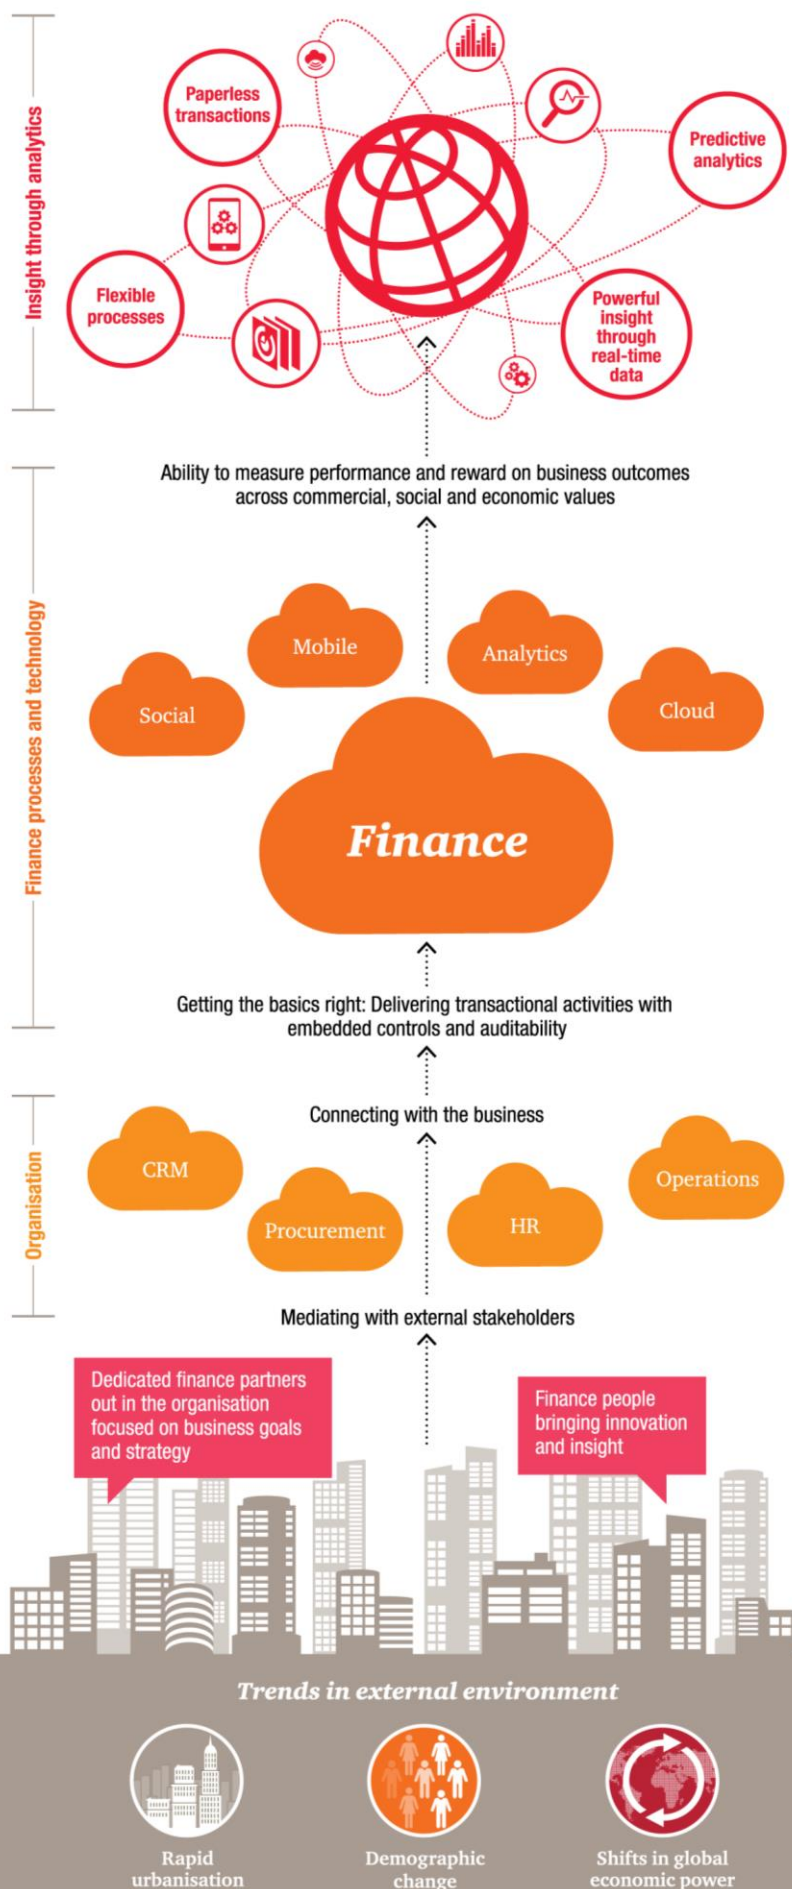 Insight through analytics
Paperless
transactions
Predictive
analytics
Flexible
processes
Powerful
insight
through
real-time
data
Ability to measure performance and reward on business outcomes
across commercial, social and economic values
Finance processes and technology
Mobile
Analytics
Social
Cloud
Finance
Getting the basics right: Delivering transactional activities with
embedded controls and auditability
Connecting with the business
Organisation
CRM
Operations
Procurement
HR
Mediating with external stakeholders
Dedicated finance partners
out in the organisation
focused on business goals
and strategy
Finance people
bringing innovation
and insight
Trends in external environment
Rapid
urbanisation
Demographic
change
Shifts in global
economic power